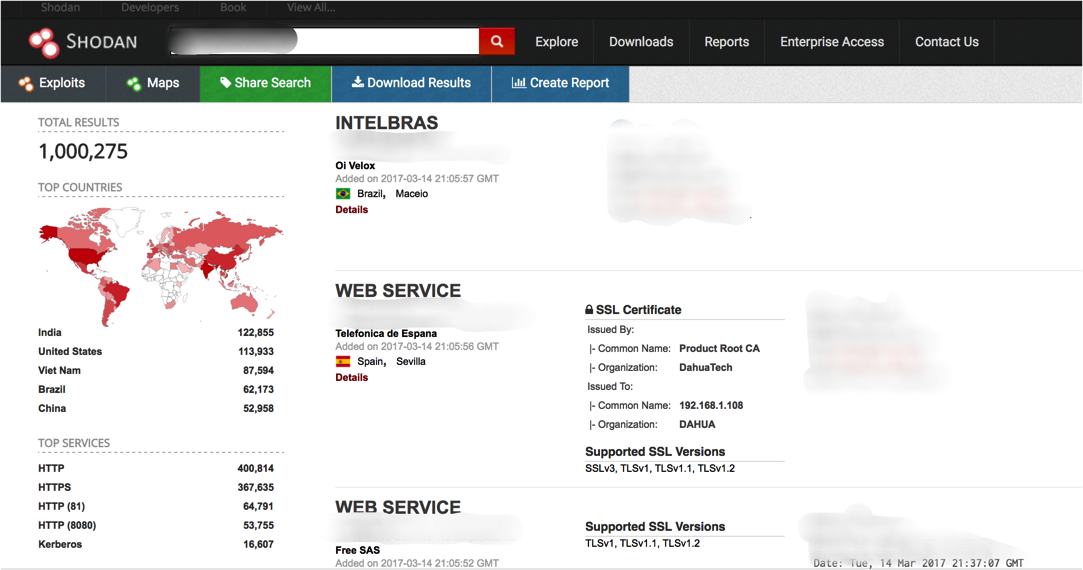 Shodan Developers Book View All...
SHODAN Explore Downloads Reports Enterprise Access Contact Us
Exploits Maps Share Search Download Results Create Report
TOTAL RESULTS
1,000,275
TOP COUNTRIES
India 122,855
United States 113,933
Viet Nam 87,594
Brazil 62,173
China 52,958
TOP SERVICES
HTTP 400,814
HTTPS 367,635
HTTP (81) 64,791
HTTP (8080) 53,755
Kerberos 16,607
INTELBRAS
Oi Velox
Added on 2017-03-14 21:05:57 GMT
Brazil, Maceio
Details
WEB SERVICE
Telefonica de Espana
Added on 2017-03-14 21:05:56 GMT
Spain, Sevilla
Details
SSL Certificate
Issued By:
|- Common Name: Product Root CA
|- Organization: DahuaTech
Issued To:
|- Common Name: 192.168.1.108
|- Organization: DAHUA
Supported SSL Versions
SSLv3, TLSv1, TLSv1.1, TLSv1.2
WEB SERVICE
Free SAS
Added on 2017-03-14 21:05:52 GMT
Supported SSL Versions
TLSv1, TLSv1.1, TLSv1.2
Date: Tue, 14 Mar 2017 21:37:07 GMT